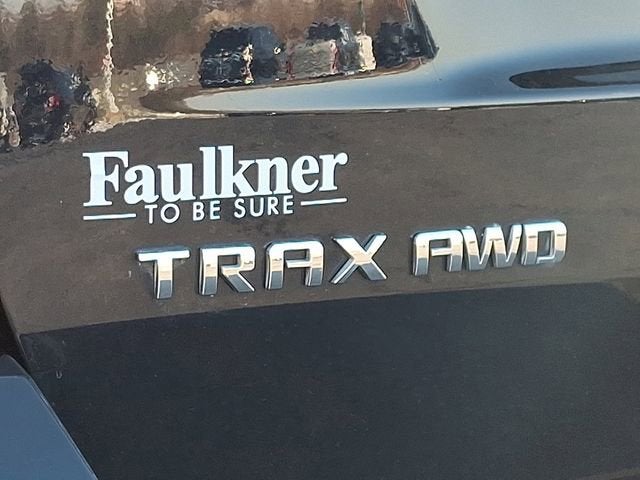 Faulkner
TO BE SURE
TRAX AWD